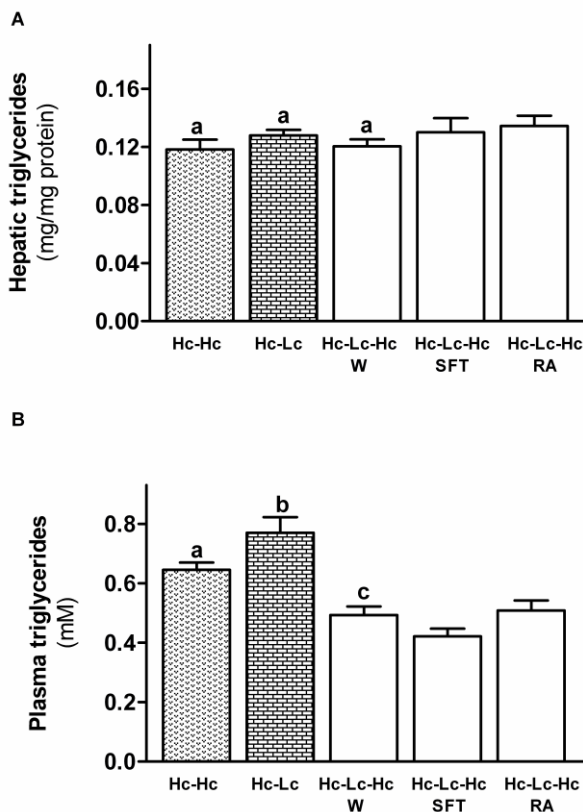 A
Hepatic triglycerides
(mg/mg protein)
0.16
0.12
0.08
0.04
0.00
a
a
a
Hc-Hc
Hc-Lc
Hc-Lc-Hc
W
Hc-Lc-Hc
SFT
Hc-Lc-Hc
RA
B
Plasma triglycerides
(mM)
0.8
0.6
0.4
0.2
0.0
a
b
c
Hc-Hc
Hc-Lc
Hc-Lc-Hc
W
Hc-Lc-Hc
SFT
Hc-Lc-Hc
RA